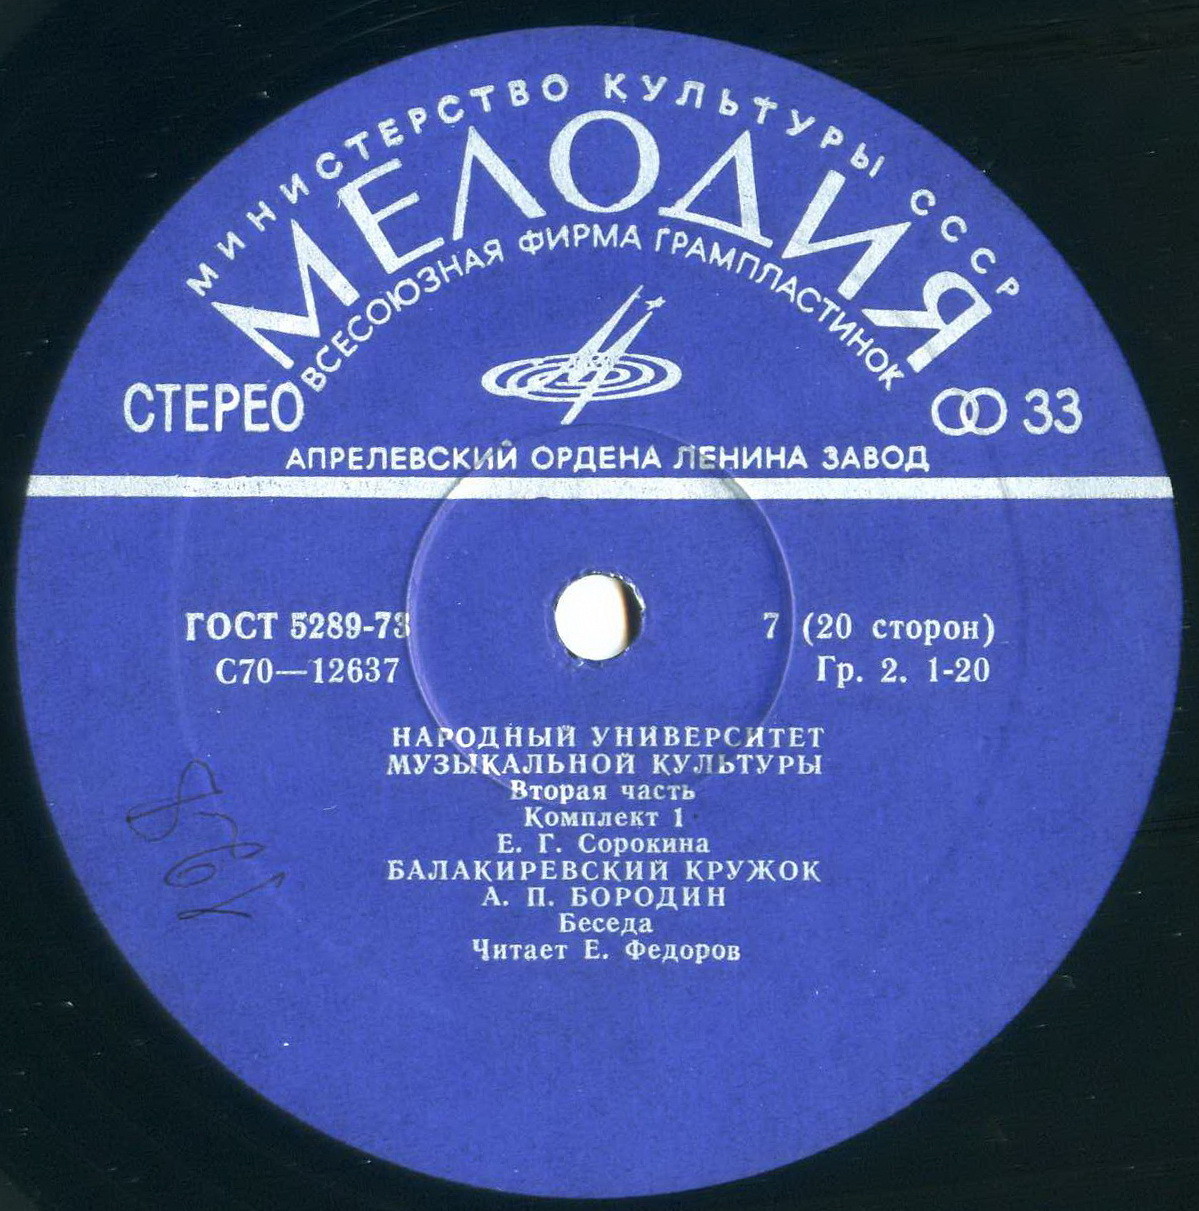 МИНИСТЕРСТВО КУЛЬТУРЫ СССР
МЕЛОДИЯ
ВСЕСОЮЗНАЯ ФИРМА ГРАМПЛАСТИНОК
СТЕРЕО
33
АПРЕЛЕВСКИЙ ОРДЕНА ЛЕНИНА ЗАВОД
ГОСТ 5289-73
7 (20 сторон)
С70—12637
Гр. 2. 1-20
НАРОДНЫЙ УНИВЕРСИТЕТ
МУЗЫКАЛЬНОЙ КУЛЬТУРЫ
Вторая часть
Комплект 1
Е. Г. Сорокина
БАЛАКИРЕВСКИЙ КРУЖОК
А. П. БОРОДИН
Беседа
Читает Е. Федоров